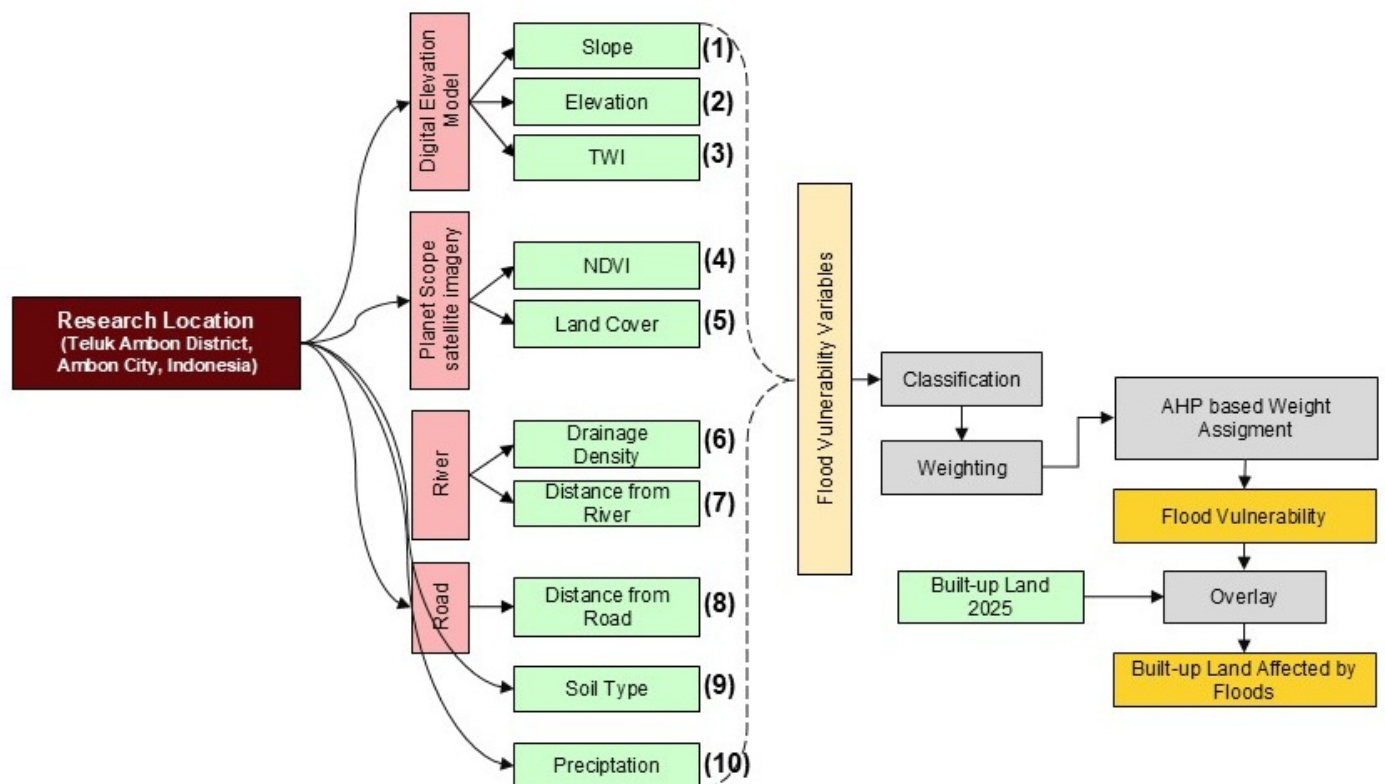 Research Location
(Teluk Ambon District,
Ambon City, Indonesia)
Digital Elevation
Model
Slope
(1)
Elevation
(2)
TWI
(3)
Planet Scope
satellite imagery
NDVI
(4)
Land Cover
(5)
River
Drainage
Density
(6)
Distance from
River
(7)
Road
Distance from
Road
(8)
Soil Type
(9)
Preciptation
(10)
Flood Vulnerability Variables
Classification
Weighting
AHP based Weight
Assigment
Flood Vulnerability
Built-up Land
2025
Overlay
Built-up Land Affected by
Floods